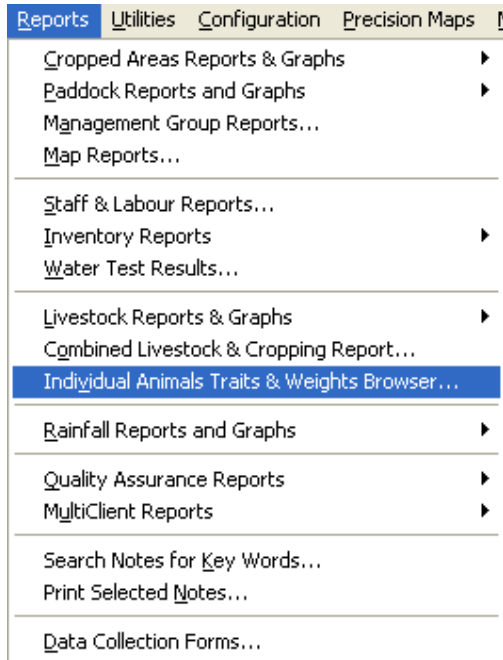 Reports Utilities Configuration Precision Maps
Cropped Areas Reports & Graphs
Paddock Reports and Graphs
Management Group Reports...
Map Reports...
Staff & Labour Reports...
Inventory Reports
Water Test Results...
Livestock Reports & Graphs
Combined Livestock & Cropping Report...
Individual Animals Traits & Weights Browser...
Rainfall Reports and Graphs
Quality Assurance Reports
MultiClient Reports
Search Notes for Key Words...
Print Selected Notes...
Data Collection Forms...